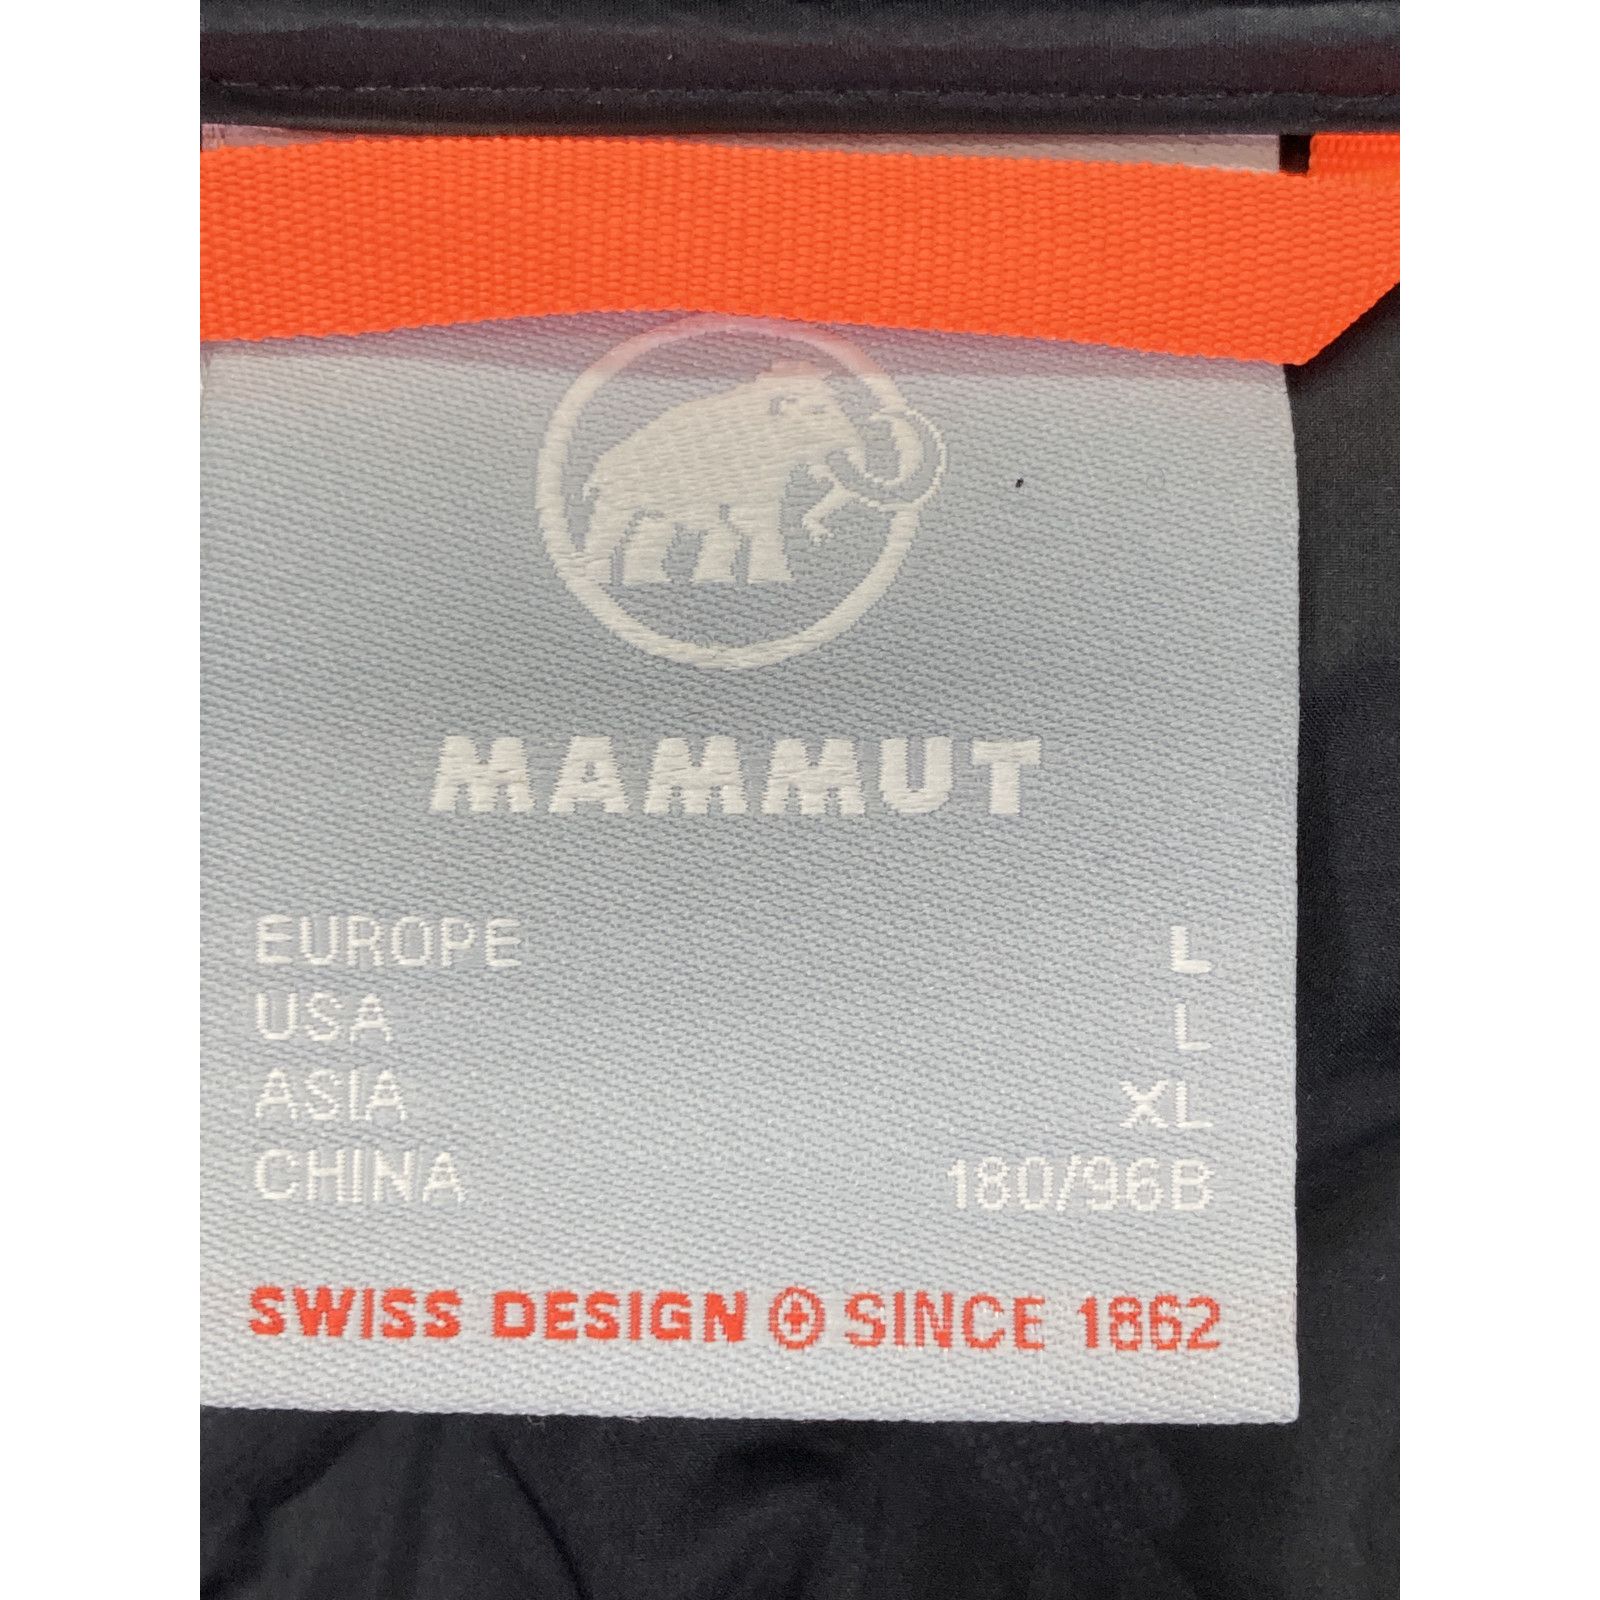 MAMMUT
EUROPE L
USA L
ASIA XL
CHINA 180/96B
SWISS DESIGN SINCE 1862